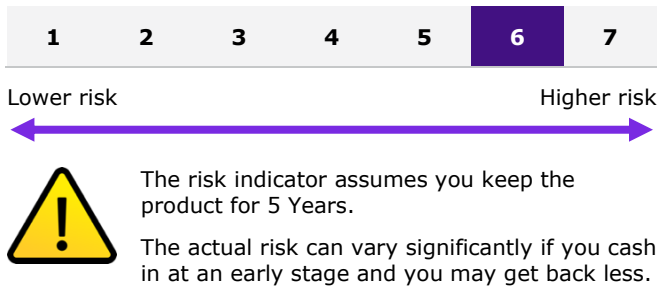 1 2 3 4 5 6 7
Lower risk Higher risk
The risk indicator assumes you keep the
product for 5 Years.
The actual risk can vary significantly if you cash
in at an early stage and you may get back less.